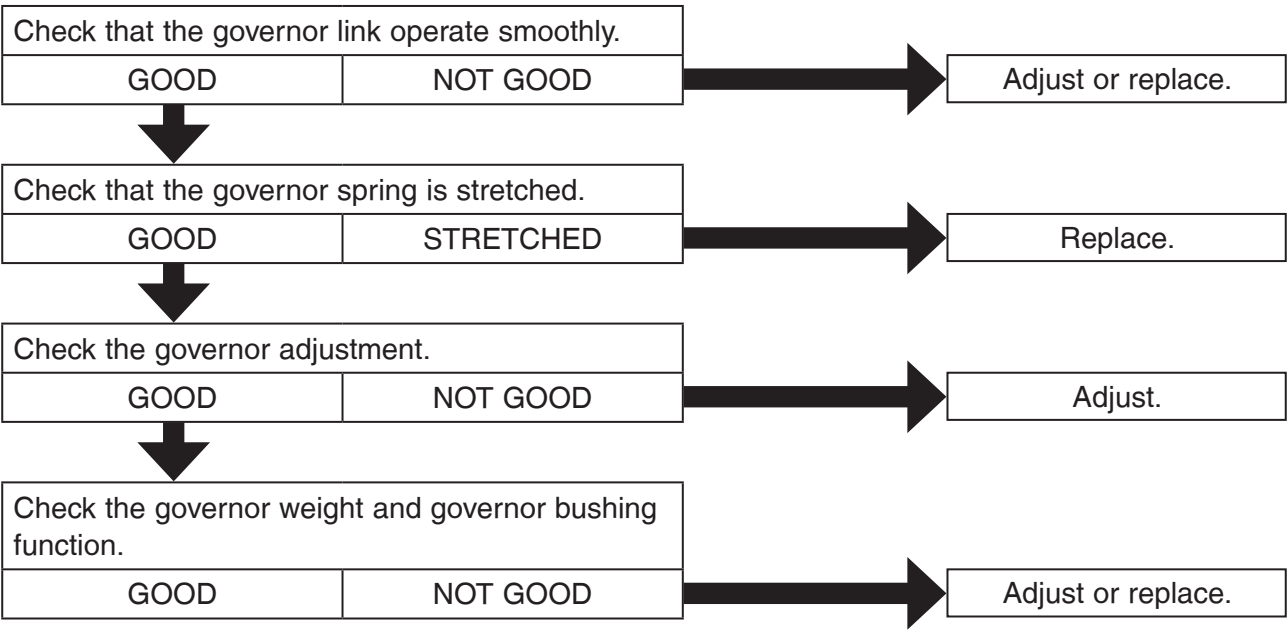 Check that the governor link operate smoothly.
GOOD NOT GOOD Adjust or replace.
Check that the governor spring is stretched.
GOOD STRETCHED Replace.
Check the governor adjustment.
GOOD NOT GOOD Adjust.
Check the governor weight and governor bushing
function.
GOOD NOT GOOD Adjust or replace.